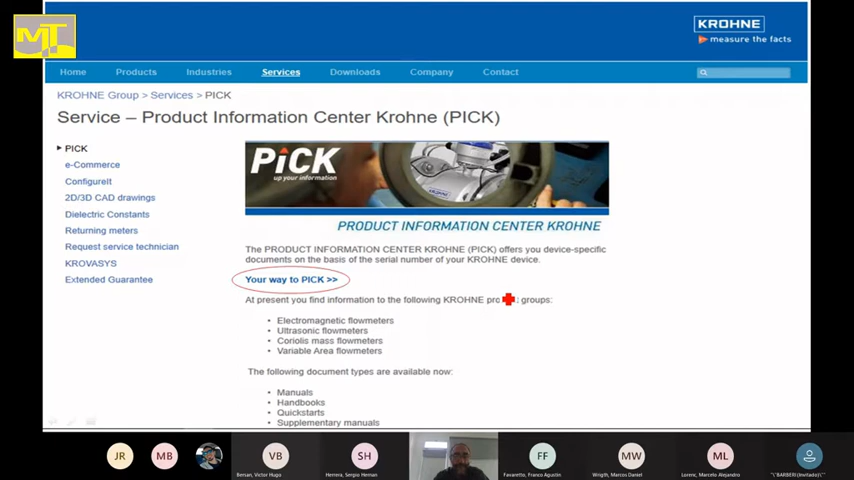 MT
KROHNE
measure the facts
Home Products Industries Services Downloads Company Contact
KROHNE Group > Services > PICK
Service – Product Information Center Krohne (PICK)
PICK
e-Commerce
ConfigureIt
2D/3D CAD drawings
Dielectric Constants
Returning meters
Request service technician
KROVASYS
Extended Guarantee
PiCK
up your information
KROHNE
PRODUCT INFORMATION CENTER KROHNE
The PRODUCT INFORMATION CENTER KROHNE (PICK) offers you device-specific
documents on the basis of the serial number of your KROHNE device.
Your way to PICK >>
At present you find information to the following KROHNE groups:
• Electromagnetic flowmeters
• Ultrasonic flowmeters
• Coriolis mass flowmeters
• Variable Area flowmeters
The following document types are available now:
• Manuals
• Handbooks
• Quickstarts
• Supplementary manuals
JR MB VB SH FF MW ML
Herrera, Sergio Hernan
Favaretto, Franco Agustin
Wrigth, Marcos Daniel
Lorenc, Marcelo Alejandro